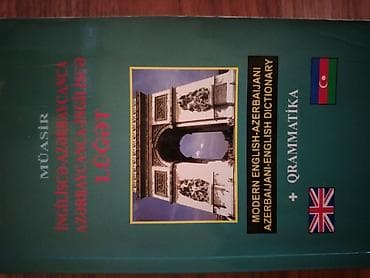 MÜASİR
İNGİLİSCƏ-AZƏRBAYCANCA
AZƏRBAYCANCA-İNGİLİSCƏ
LÜĞƏT
MODERN ENGLISH-AZERBAIJANI
AZERBAIJANI-ENGLISH DICTIONARY
+ QRAMMATİKA